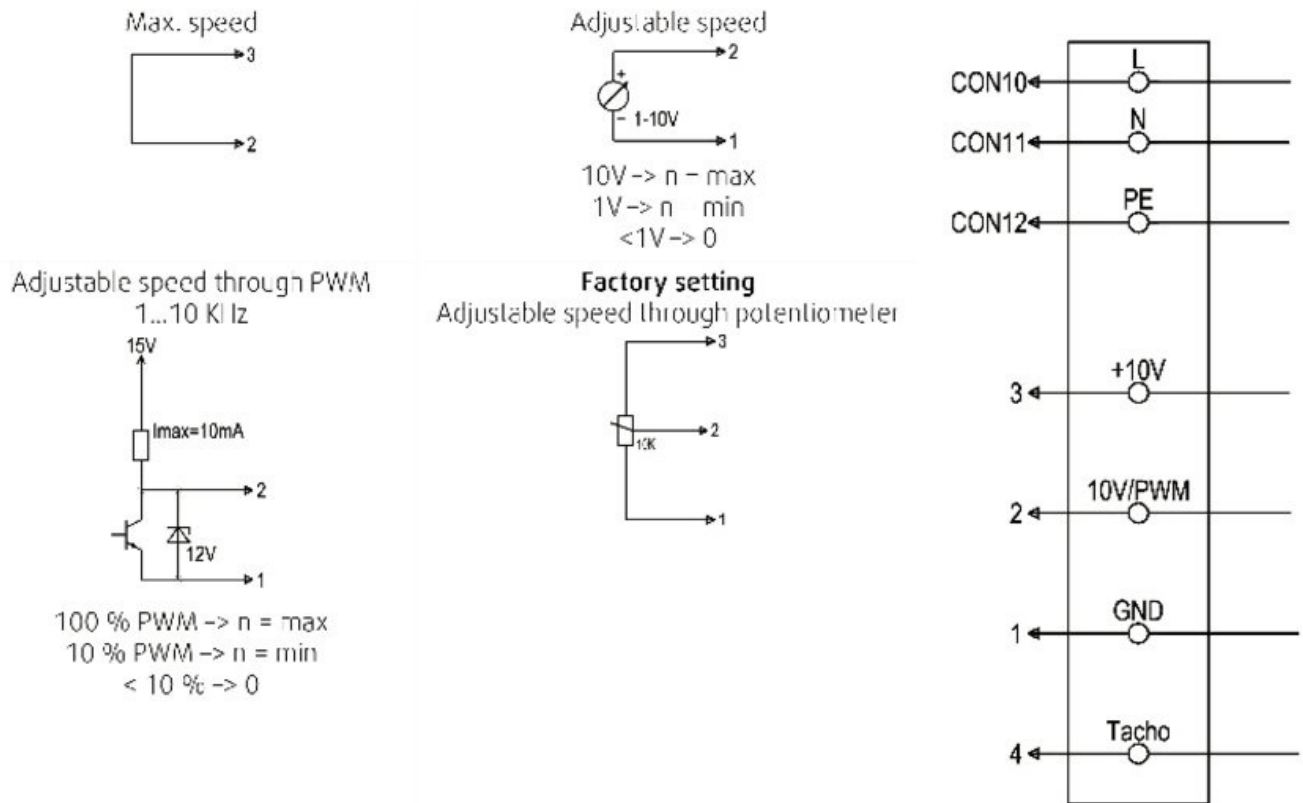 Max. speed
3
2
Adjustable speed
2
+
– 1-10V
1
10V –> n – max
1V –> n – min
<1V –> 0
Adjustable speed through PWM
1...10 KHz
15V
Imax=10mA
2
12V
1
100 % PWM –> n = max
10 % PWM –> n = min
< 10 % –> 0
Factory setting
Adjustable speed through potentiometer
3
2
10K
1
L
CON10
N
CON11
PE
CON12
+10V
3
10V/PWM
2
GND
1
Tacho
4